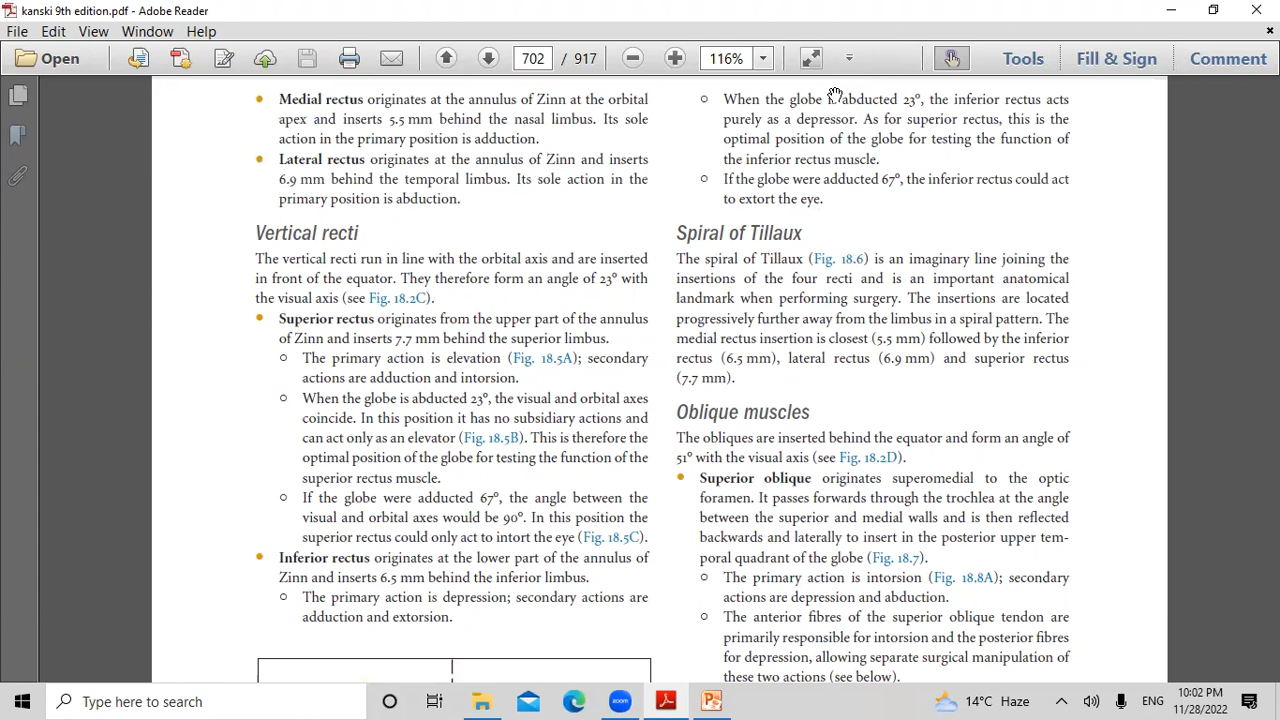 kanski 9th edition.pdf - Adobe Reader
File Edit View Window Help
Open
702 / 917
116%
Tools
Fill & Sign
Comment
Medial rectus originates at the annulus of Zinn at the orbital
apex and inserts 5.5 mm behind the nasal limbus. Its sole
action in the primary position is adduction.
Lateral rectus originates at the annulus of Zinn and inserts
6.9 mm behind the temporal limbus. Its sole action in the
primary position is abduction.
Vertical recti
The vertical recti run in line with the orbital axis and are inserted
in front of the equator. They therefore form an angle of 23° with
the visual axis (see Fig. 18.2C).
Superior rectus originates from the upper part of the annulus
of Zinn and inserts 7.7 mm behind the superior limbus.
The primary action is elevation (Fig. 18.5A); secondary
actions are adduction and intorsion.
When the globe is abducted 23°, the visual and orbital axes
coincide. In this position it has no subsidiary actions and
can act only as an elevator (Fig. 18.5B). This is therefore the
optimal position of the globe for testing the function of the
superior rectus muscle.
If the globe were adducted 67°, the angle between the
visual and orbital axes would be 90°. In this position the
superior rectus could only act to intort the eye (Fig. 18.5C).
Inferior rectus originates at the lower part of the annulus of
Zinn and inserts 6.5 mm behind the inferior limbus.
The primary action is depression; secondary actions are
adduction and extorsion.
When the globe is abducted 23°, the inferior rectus acts
purely as a depressor. As for superior rectus, this is the
optimal position of the globe for testing the function of
the inferior rectus muscle.
If the globe were adducted 67°, the inferior rectus could act
to extort the eye.
Spiral of Tillaux
The spiral of Tillaux (Fig. 18.6) is an imaginary line joining the
insertions of the four recti and is an important anatomical
landmark when performing surgery. The insertions are located
progressively further away from the limbus in a spiral pattern. The
medial rectus insertion is closest (5.5 mm) followed by the inferior
rectus (6.5 mm), lateral rectus (6.9 mm) and superior rectus
(7.7 mm).
Oblique muscles
The obliques are inserted behind the equator and form an angle of
51° with the visual axis (see Fig. 18.2D).
Superior oblique originates superomedial to the optic
foramen. It passes forwards through the trochlea at the angle
between the superior and medial walls and is then reflected
backwards and laterally to insert in the posterior upper tem-
poral quadrant of the globe (Fig. 18.7).
The primary action is intorsion (Fig. 18.8A); secondary
actions are depression and abduction.
The anterior fibres of the superior oblique tendon are
primarily responsible for intorsion and the posterior fibres
for depression, allowing separate surgical manipulation of
these two actions (see below).
Type here to search
zoom
14°C Haze
ENG
10:02 PM
11/28/2022